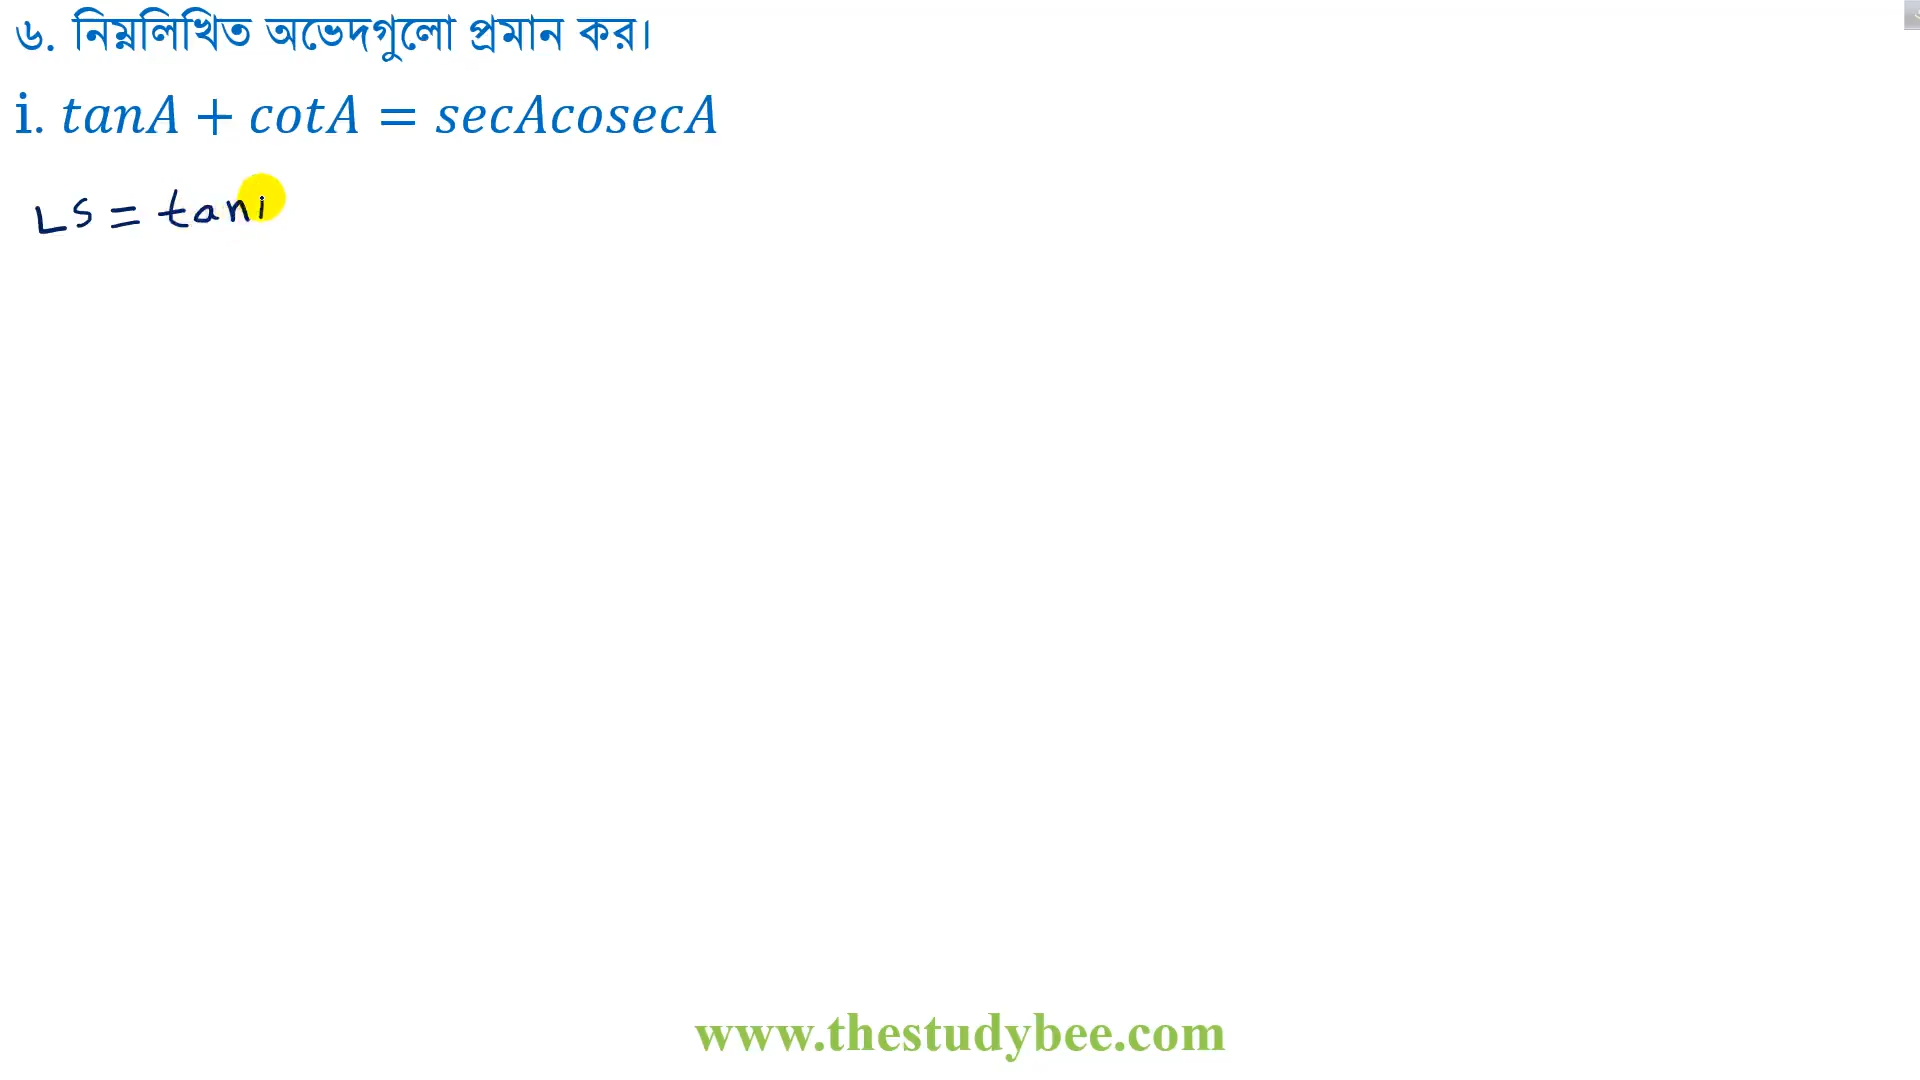 ৬. নিম্নলিখিত অভেদগুলো প্রমান কর।
i. tanA + cotA = secAcosecA
LS = tan
www.thestudybee.com